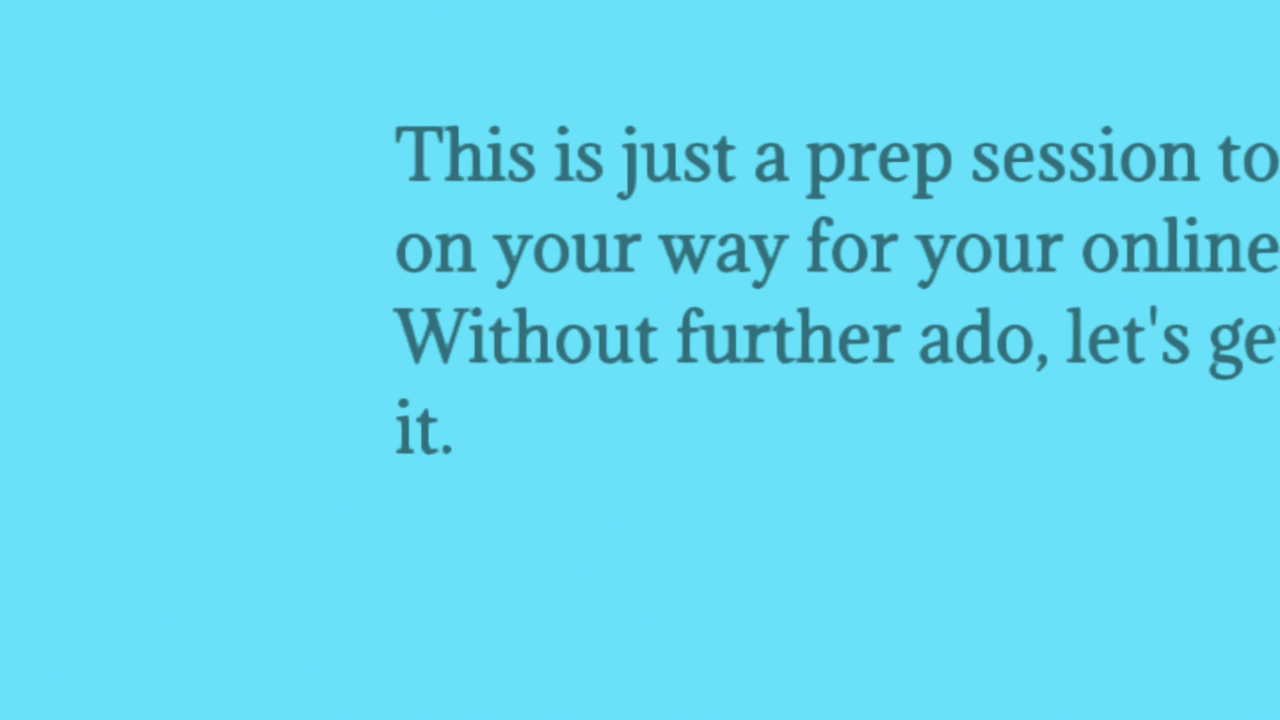 This is just a prep session to
on your way for your online
Without further ado, let's ge
it.